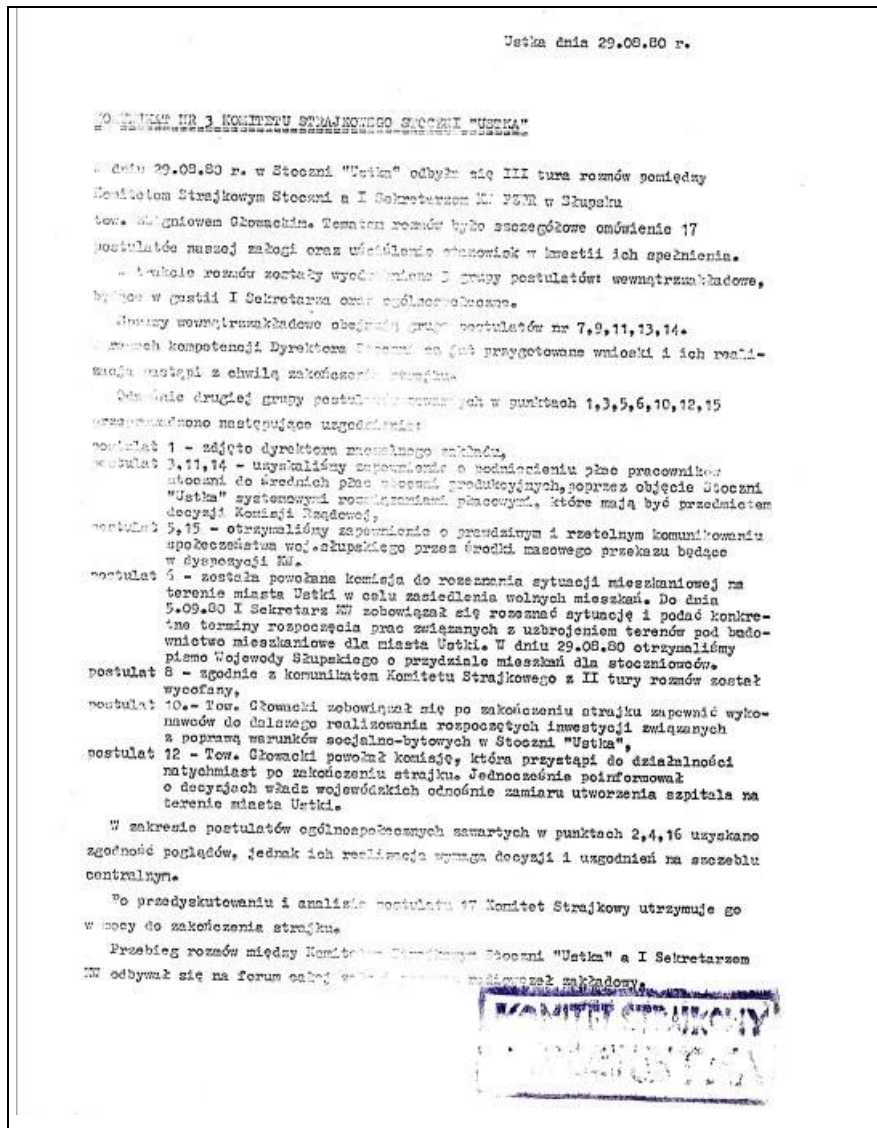 Ustka dnia 29.08.80 r.
KOMUNIKAT NR 3 KOMITETU STRAJKOWEGO STOCZNI "USTKA"
W dniu 29.08.80 r. w Stoczni "Ustka" odbyła się III tura rozmów pomiędzy
Komitetem Strajkowym Stoczni a I Sekretarzem KW PZPR w Słupsku
tow. Zbigniewem Głowackim. Tematem rozmów było szczegółowe omówienie 17
postulatów naszej załogi oraz uściślenie stanowisk w kwestii ich spełnienia.
W trakcie rozmów zostały wyodrębnione 3 grupy postulatów: wewnątrzzakładowe,
będące w gestii I Sekretarza oraz ogólnospołeczne.
Sprawy wewnątrzzakładowe obejmują grupę postulatów nr 7,9,11,13,14.
W ramach kompetencji Dyrektora Stoczni są już przygotowane wnioski i ich reali-
zacja nastąpi z chwilą zakończenia strajku.
Odnośnie drugiej grupy postulatów zawartych w punktach 1,3,5,6,10,12,15
przeprowadzono następujące uzgodnienia:
postulat 1 - zdjęto dyrektora naczelnego zakładu,
postulat 3,11,14 - uzyskaliśmy zapewnienie o podniesieniu płac pracowników
stoczni do średnich płac stoczni produkcyjnych,poprzez objęcie Stoczni
"Ustka" systemowymi rozwiązaniami płacowymi, które mają być przedmiotem
decyzji Komisji Rządowej,
postulat 5,15 - otrzymaliśmy zapewnienie o prawdziwym i rzetelnym komunikowaniu
społeczeństwa woj.słupskiego przez środki masowego przekazu będące
w dyspozycji KW.
postulat 6 - została powołana komisja do rozeznania sytuacji mieszkaniowej na
terenie miasta Ustki w celu zasiedlenia wolnych mieszkań. Do dnia
5.09.80 I Sekretarz KW zobowiązał się rozeznać sytuację i podać konkre-
tne terminy rozpoczęcia prac związanych z uzbrojeniem terenów pod budo-
wnictwo mieszkaniowe dla miasta Ustki. W dniu 29.08.80 otrzymaliśmy
pismo Wojewody Słupskiego o przydziale mieszkań dla stoczniowców.
postulat 8 - zgodnie z komunikatem Komitetu Strajkowego z II tury rozmów został
wycofany,
postulat 10.- Tow. Głowacki zobowiązał się po zakończeniu strajku zapewnić wyko-
nawców do dalszego realizowania rozpoczętych inwestycji związanych
z poprawą warunków socjalno-bytowych w Stoczni "Ustka",
postulat 12 - Tow. Głowacki powołał komisję, która przystąpi do działalności
natychmiast po zakończeniu strajku. Jednocześnie poinformował
o decyzjach władz wojewódzkich odnośnie zamiaru utworzenia szpitala na
terenie miasta Ustki.
W zakresie postulatów ogólnospołecznych zawartych w punktach 2,4,16 uzyskano
zgodność poglądów, jednak ich realizacja wymaga decyzji i uzgodnień na szczeblu
centralnym.
Po przedyskutowaniu i analizie postulatu 17 Komitet Strajkowy utrzymuje go
w mocy do zakończenia strajku.
Przebieg rozmów między Komitetem Strajkowym Stoczni "Ustka" a I Sekretarzem
KW odbywał się na forum całej radiowęzeł zakładowy.
KOMITET STRAJKOWY